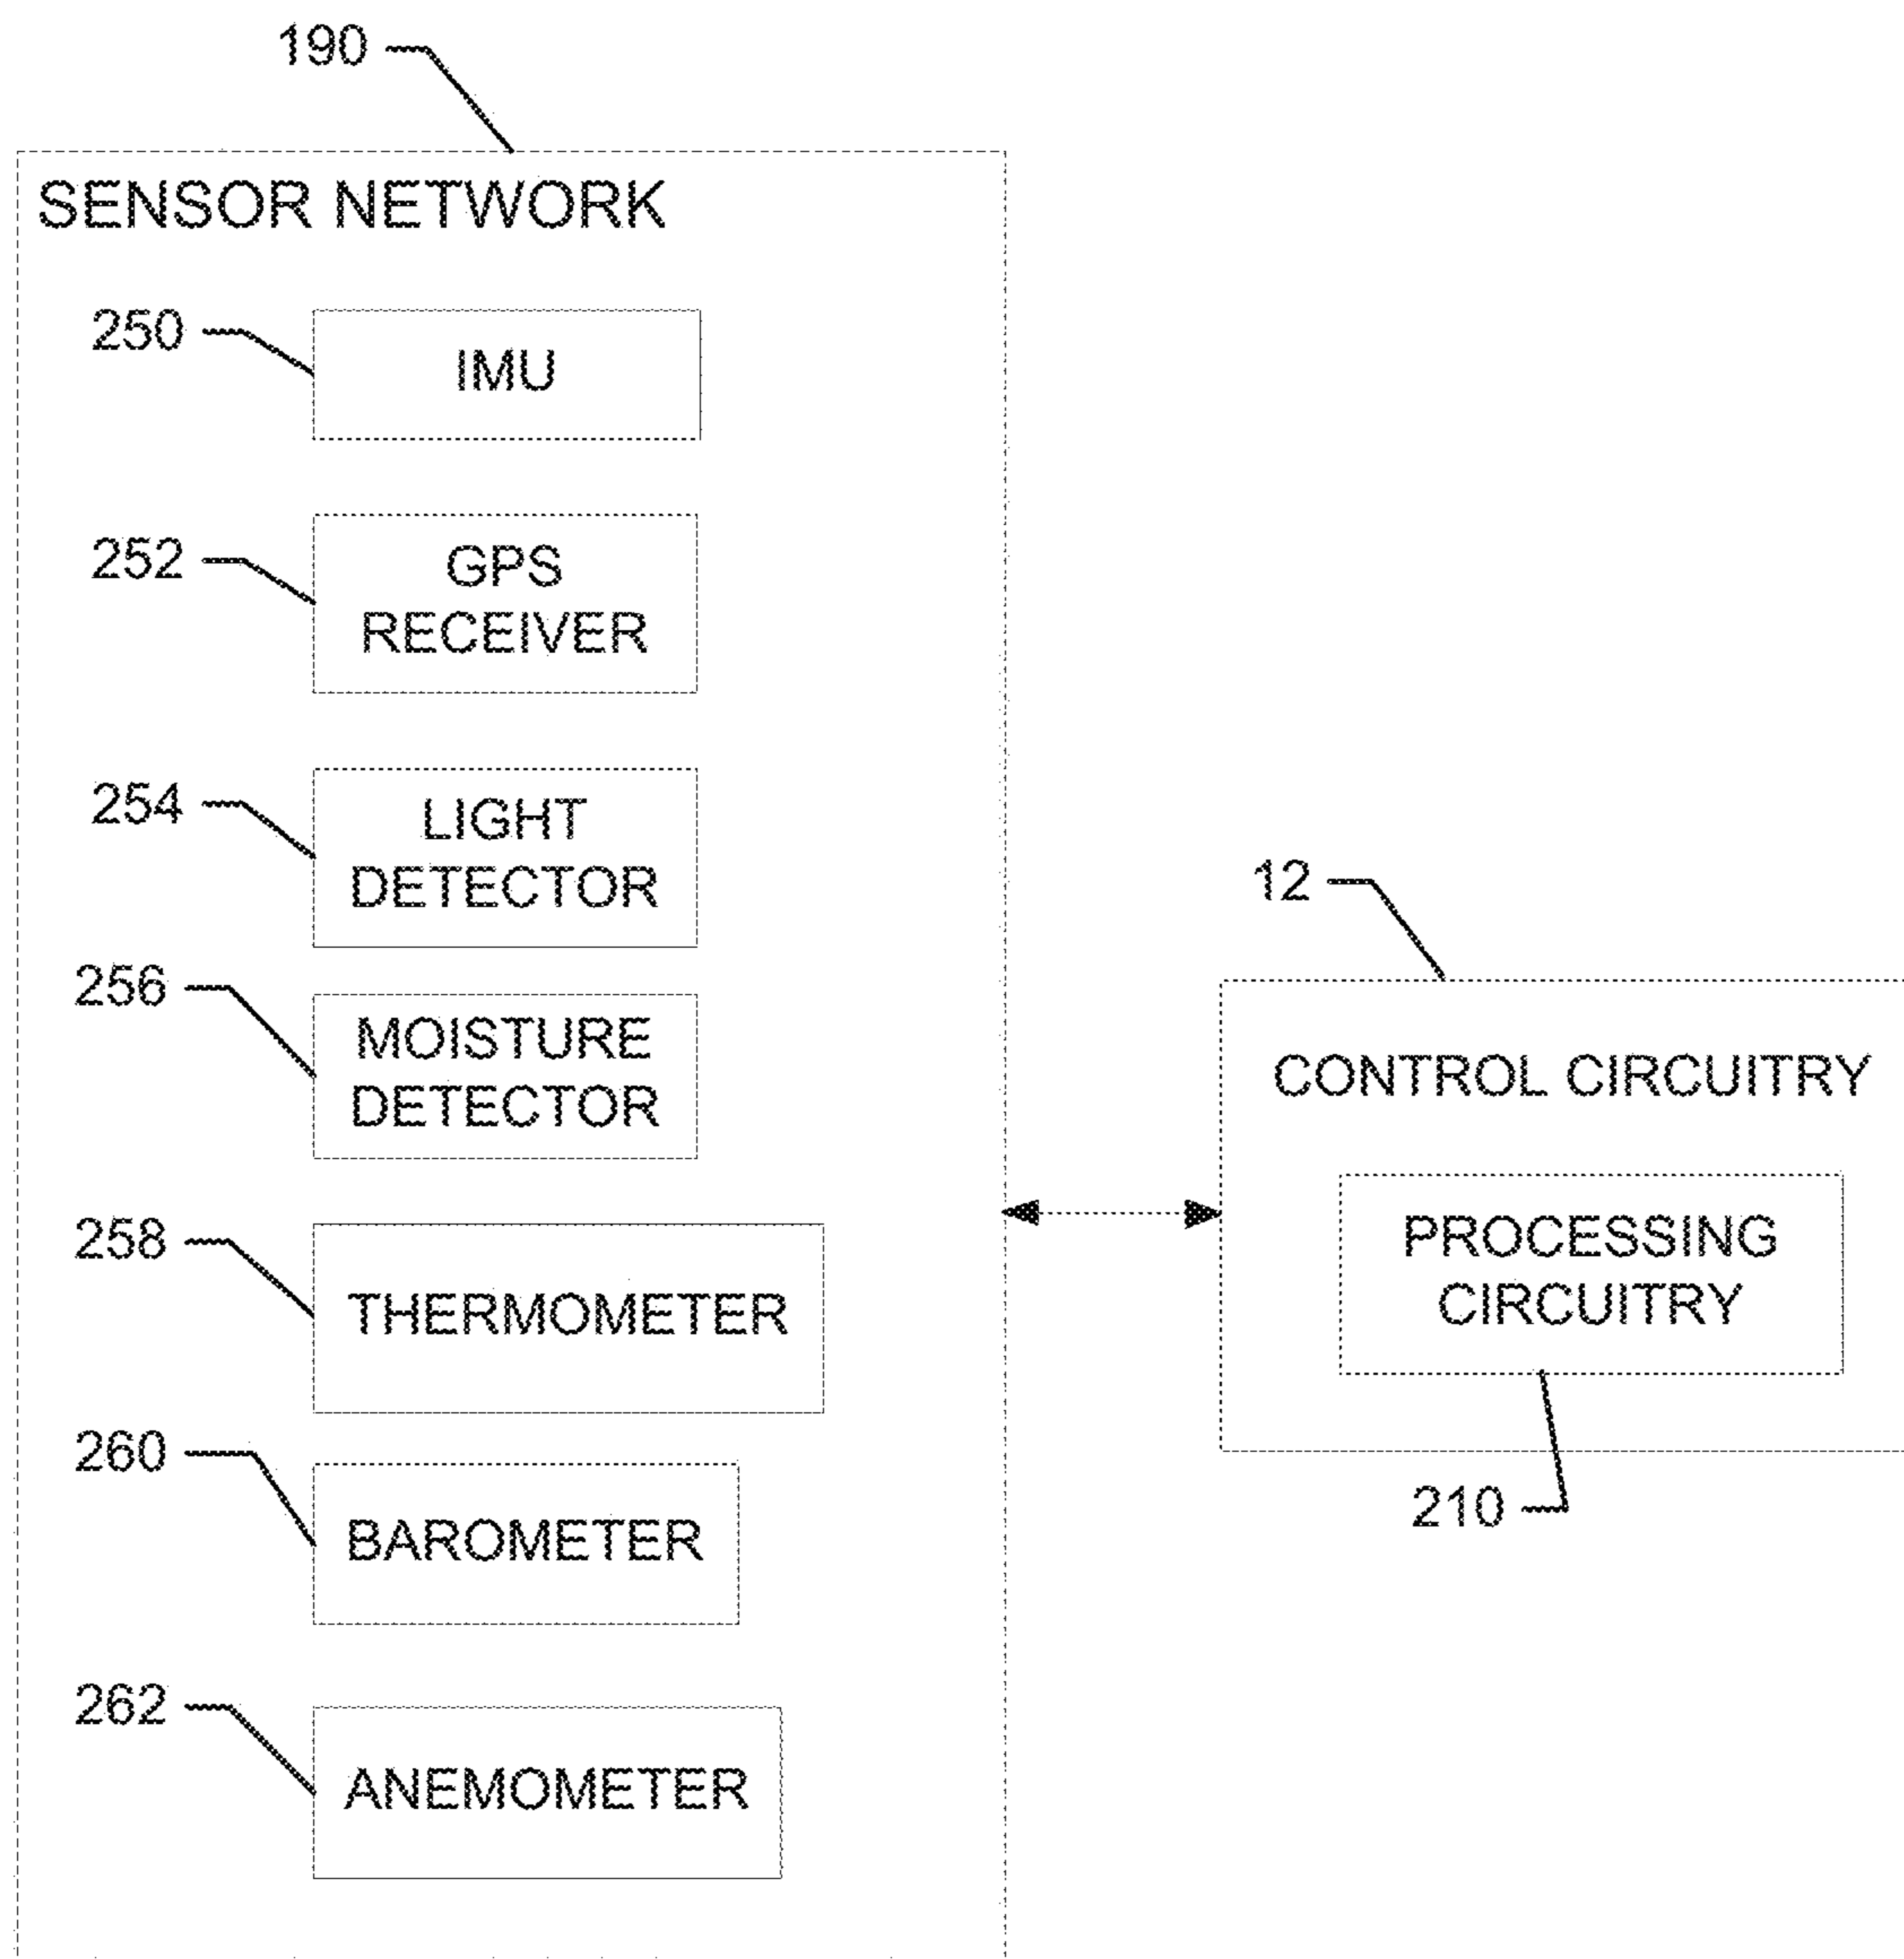 190
SENSOR NETWORK
250
IMU
252
GPS
RECEIVER
254
LIGHT
DETECTOR
256
MOISTURE
DETECTOR
258
THERMOMETER
260
BAROMETER
262
ANEMOMETER
12
CONTROL CIRCUITRY
PROCESSING
CIRCUITRY
210